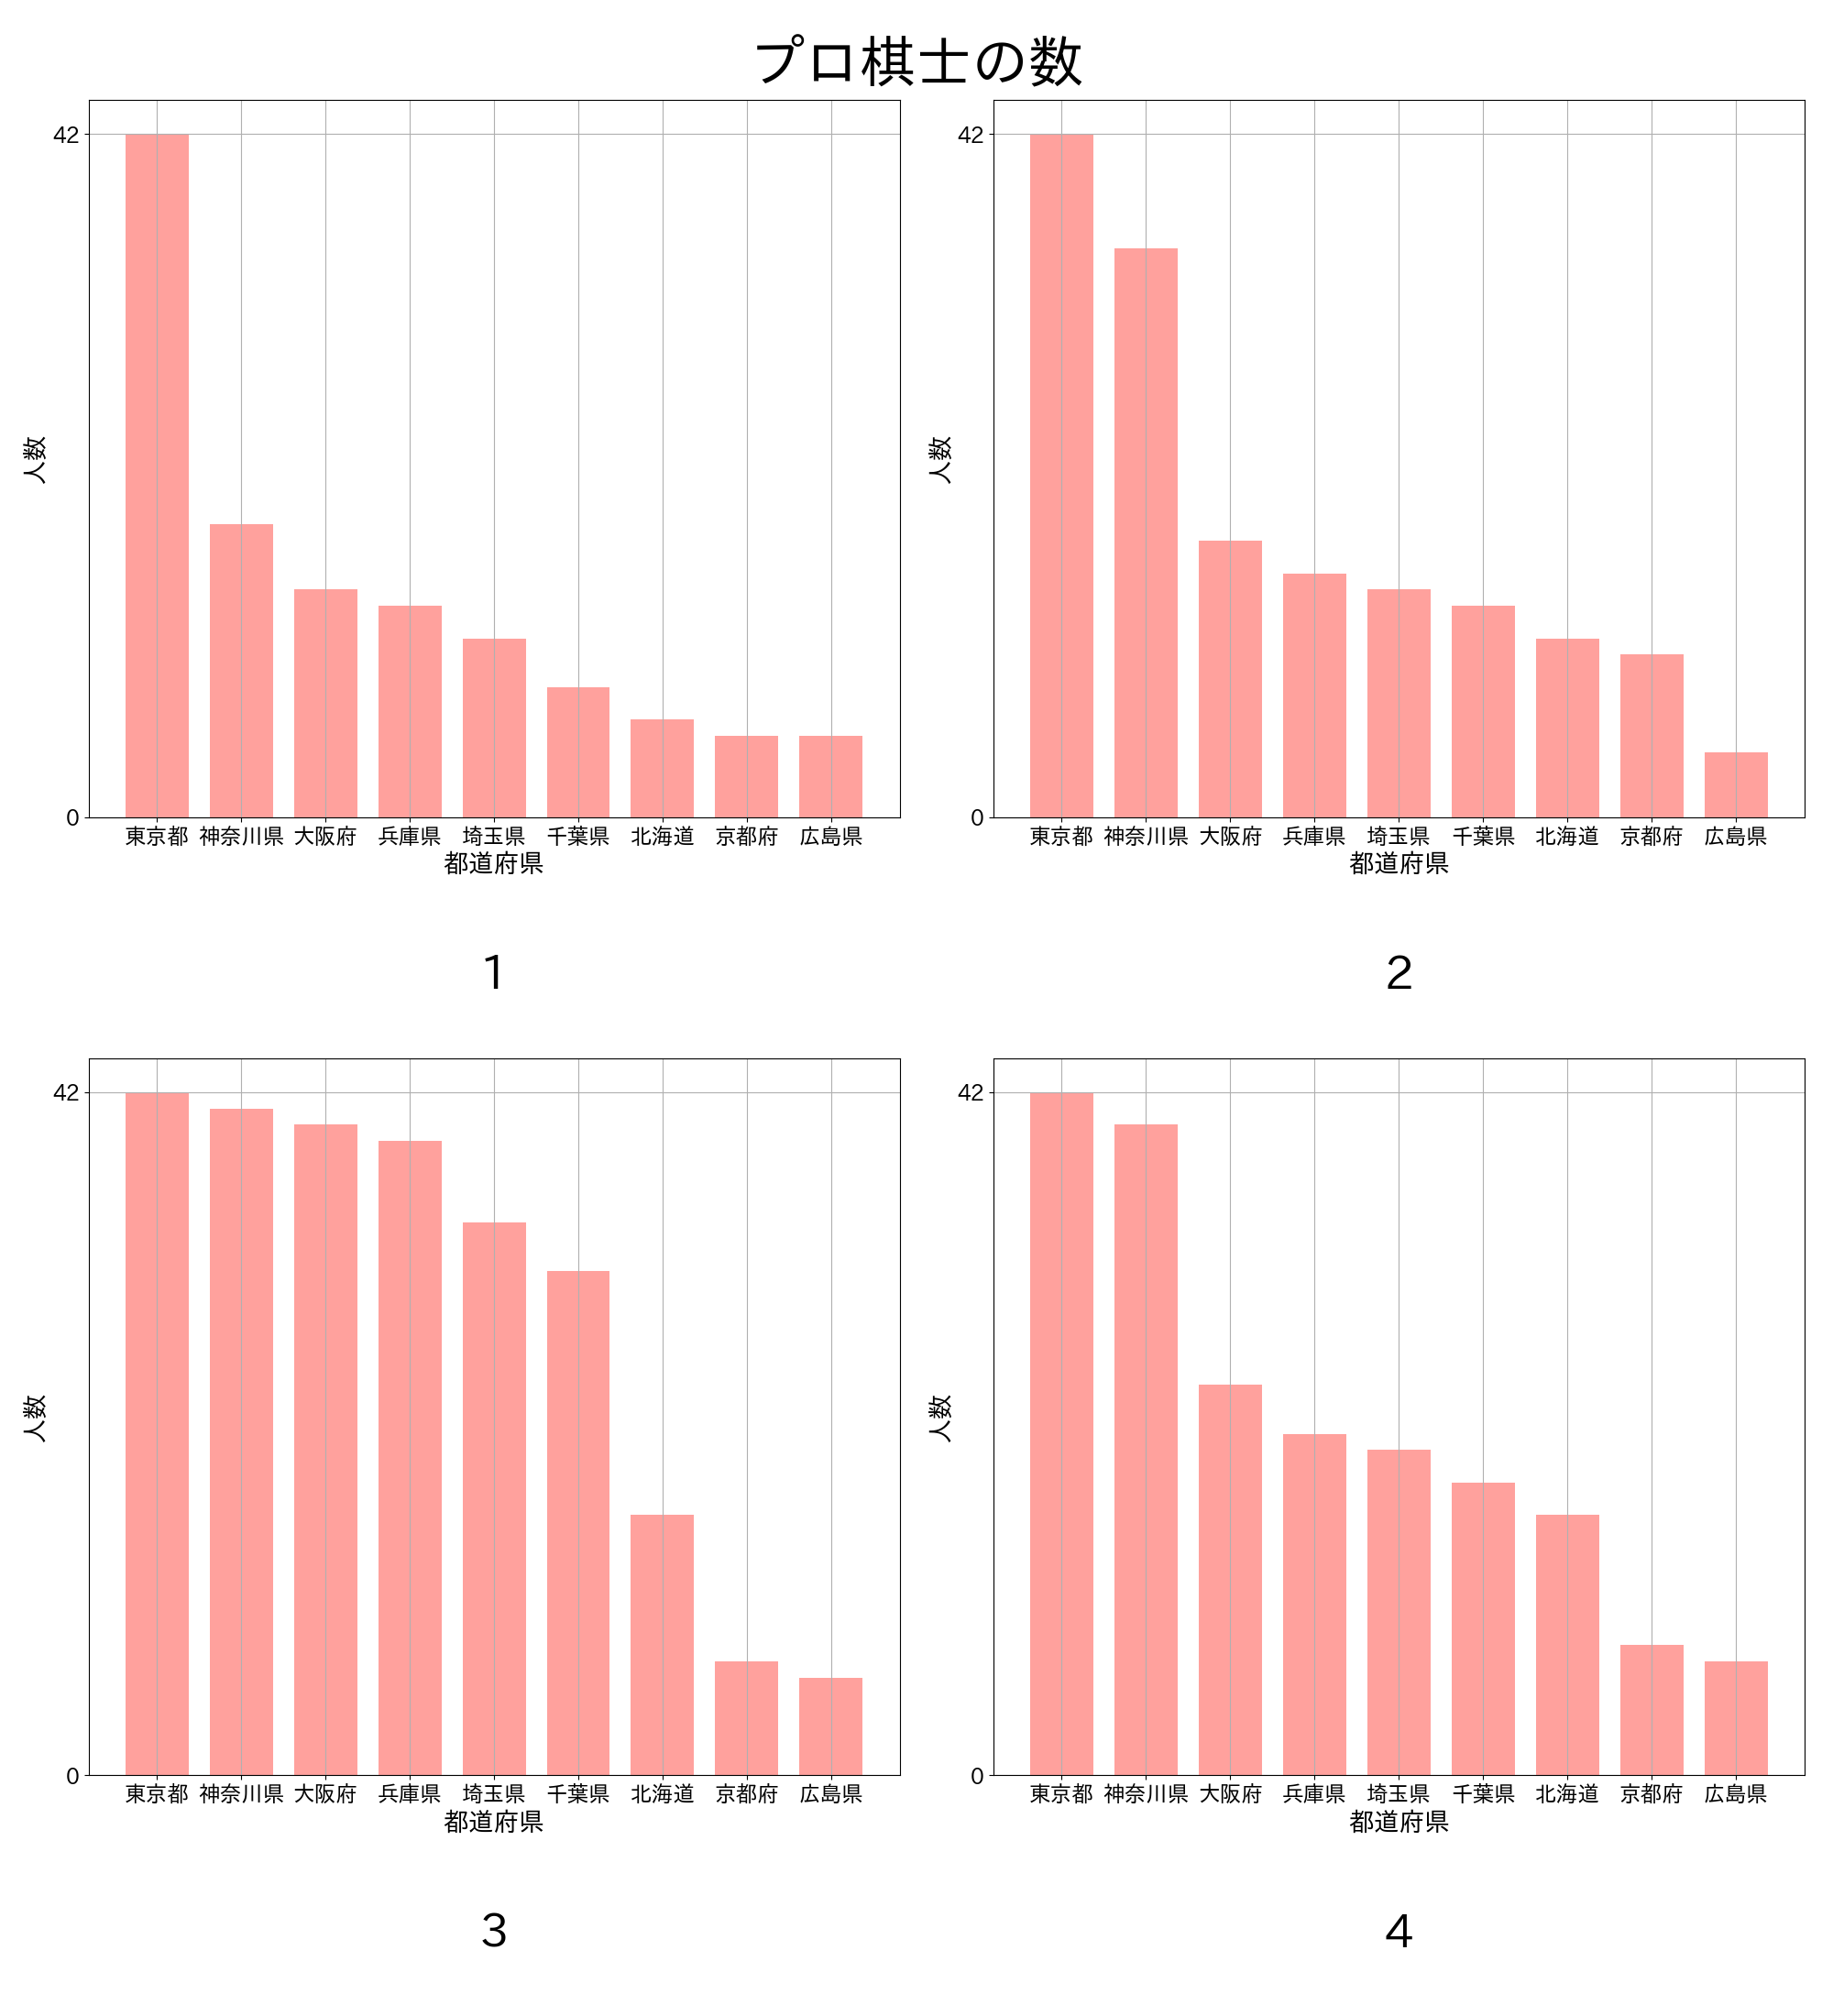 プロ棋士の数
42
人数
0
東京都 神奈川県 大阪府 兵庫県 埼玉県 千葉県 北海道 京都府 広島県
都道府県
1
42
人数
0
東京都 神奈川県 大阪府 兵庫県 埼玉県 千葉県 北海道 京都府 広島県
都道府県
2
42
人数
0
東京都 神奈川県 大阪府 兵庫県 埼玉県 千葉県 北海道 京都府 広島県
都道府県
3
42
人数
0
東京都 神奈川県 大阪府 兵庫県 埼玉県 千葉県 北海道 京都府 広島県
都道府県
4